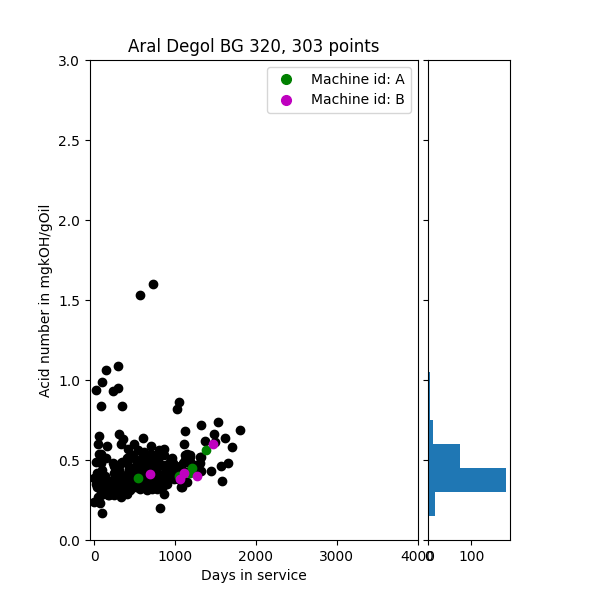 Aral Degol BG 320, 303 points
Machine id: A
Machine id: B
3.0
2.5
2.0
1.5
1.0
0.5
0.0
Acid number in mgkOH/gOil
0 1000 2000 3000 4000
0 100
Days in service